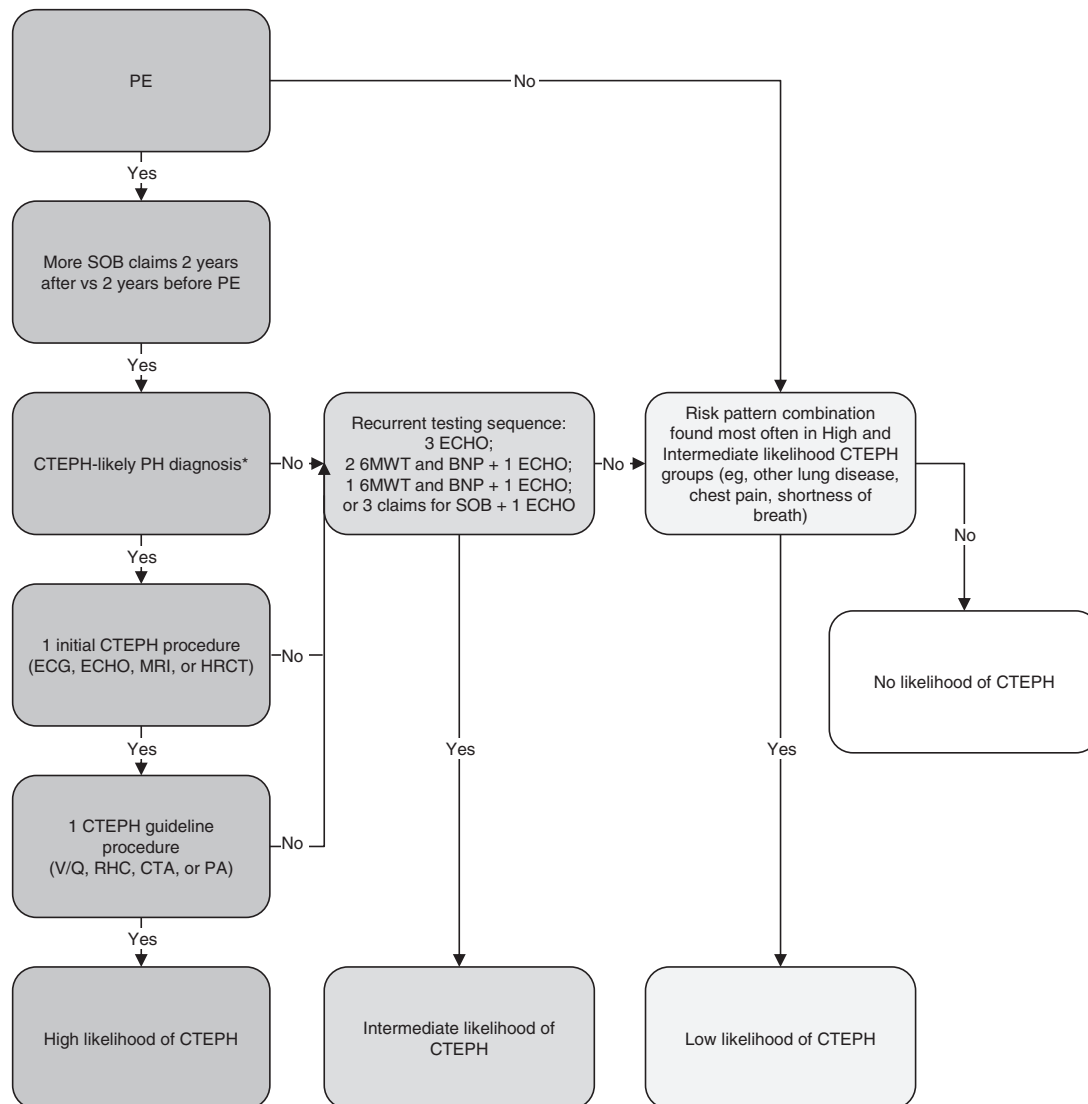 PE
No
Yes
More SOB claims 2 years
after vs 2 years before PE
Yes
CTEPH-likely PH diagnosis*
No
Recurrent testing sequence:
3 ECHO;
2 6MWT and BNP + 1 ECHO;
1 6MWT and BNP + 1 ECHO;
or 3 claims for SOB + 1 ECHO
No
Risk pattern combination
found most often in High and
Intermediate likelihood CTEPH
groups (eg, other lung disease,
chest pain, shortness of
breath)
No
Yes
1 initial CTEPH procedure
(ECG, ECHO, MRI, or HRCT)
No
No likelihood of CTEPH
Yes
Yes
Yes
1 CTEPH guideline
procedure
(V/Q, RHC, CTA, or PA)
No
Yes
High likelihood of CTEPH
Intermediate likelihood of
CTEPH
Low likelihood of CTEPH